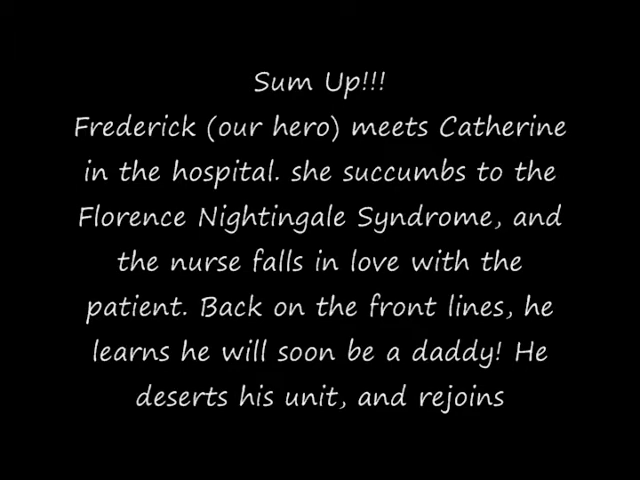 Sum Up!!!
Frederick (our hero) meets Catherine
in the hospital. she succumbs to the
Florence Nightingale Syndrome, and
the nurse falls in love with the
patient. Back on the front lines, he
learns he will soon be a daddy! He
deserts his unit, and rejoins